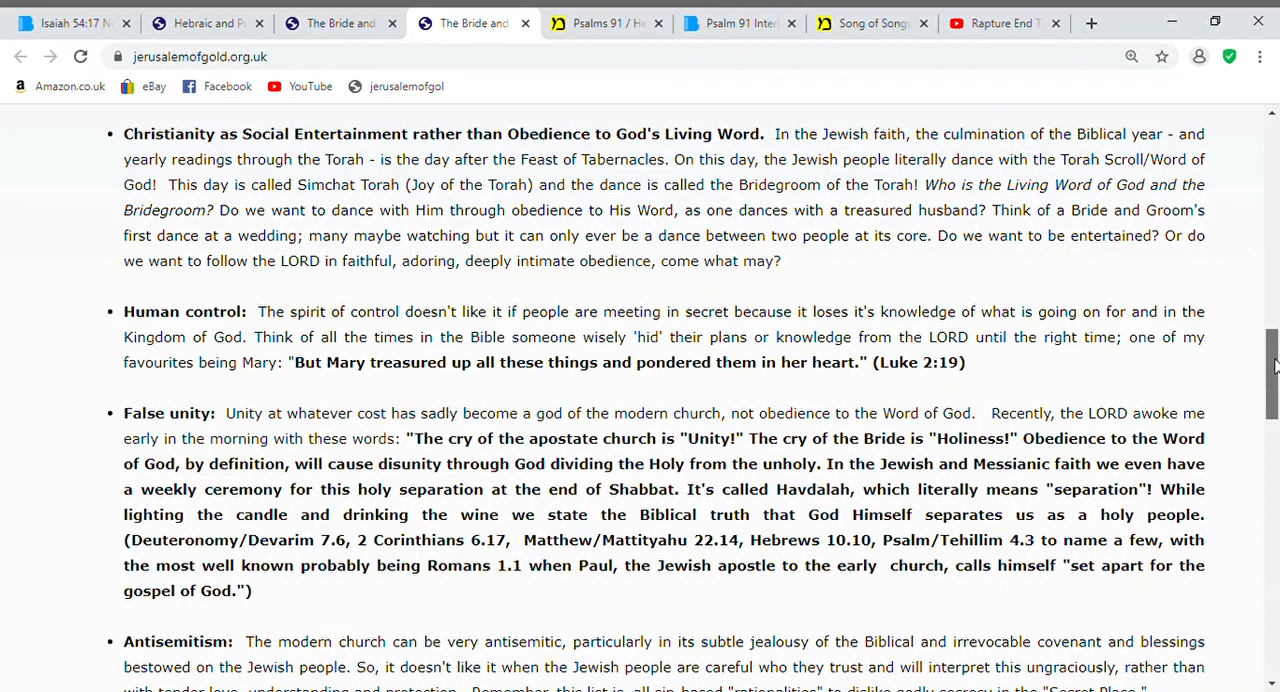 Isaiah 54:17 N
Hebraic and P
The Bride and
The Bride and
Psalms 91 / He
Psalm 91 Inter
Song of Songs
Rapture End T
jerusalemofgold.org.uk
a Amazon.co.uk eBay Facebook YouTube jerusalemofgol
• Christianity as Social Entertainment rather than Obedience to God's Living Word. In the Jewish faith, the culmination of the Biblical year - and
yearly readings through the Torah - is the day after the Feast of Tabernacles. On this day, the Jewish people literally dance with the Torah Scroll/Word of
God! This day is called Simchat Torah (Joy of the Torah) and the dance is called the Bridegroom of the Torah! Who is the Living Word of God and the
Bridegroom? Do we want to dance with Him through obedience to His Word, as one dances with a treasured husband? Think of a Bride and Groom's
first dance at a wedding; many maybe watching but it can only ever be a dance between two people at its core. Do we want to be entertained? Or do
we want to follow the LORD in faithful, adoring, deeply intimate obedience, come what may?
• Human control: The spirit of control doesn't like it if people are meeting in secret because it loses it's knowledge of what is going on for and in the
Kingdom of God. Think of all the times in the Bible someone wisely 'hid' their plans or knowledge from the LORD until the right time; one of my
favourites being Mary: "But Mary treasured up all these things and pondered them in her heart." (Luke 2:19)
• False unity: Unity at whatever cost has sadly become a god of the modern church, not obedience to the Word of God. Recently, the LORD awoke me
early in the morning with these words: "The cry of the apostate church is "Unity!" The cry of the Bride is "Holiness!" Obedience to the Word
of God, by definition, will cause disunity through God dividing the Holy from the unholy. In the Jewish and Messianic faith we even have
a weekly ceremony for this holy separation at the end of Shabbat. It's called Havdalah, which literally means "separation"! While
lighting the candle and drinking the wine we state the Biblical truth that God Himself separates us as a holy people.
(Deuteronomy/Devarim 7.6, 2 Corinthians 6.17, Matthew/Mattityahu 22.14, Hebrews 10.10, Psalm/Tehillim 4.3 to name a few, with
the most well known probably being Romans 1.1 when Paul, the Jewish apostle to the early church, calls himself "set apart for the
gospel of God.")
• Antisemitism: The modern church can be very antisemitic, particularly in its subtle jealousy of the Biblical and irrevocable covenant and blessings
bestowed on the Jewish people. So, it doesn't like it when the Jewish people are careful who they trust and will interpret this ungraciously, rather than
with tender love, understanding and protection. Remember, this list is all sin-based "rationalities" to dislike godly secrecy in the "Secret Place."